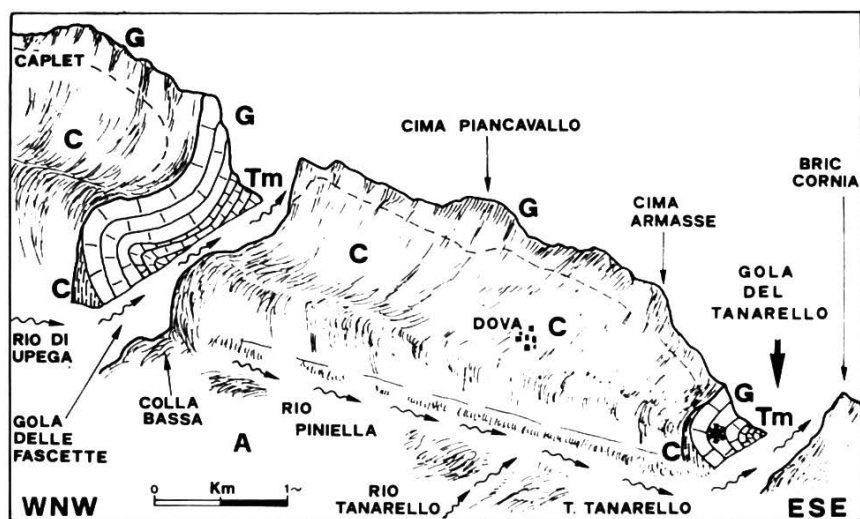 G
CAPLET
G
C
Tm
CIMA PIANCAVALLO
BRIC
CORNIA
G
CIMA
ARMASSE
C
GOLA
DEL
TANARELLO
C
DOVA
C
RIO DI
UPEGA
G
Tm
COLLA
BASSA
RIO
PINIELLA
C
GOLA
DELLE
FASCETTE
A
RIO
TANARELLO
T. TANARELLO
WNW
0 Km 1~
ESE